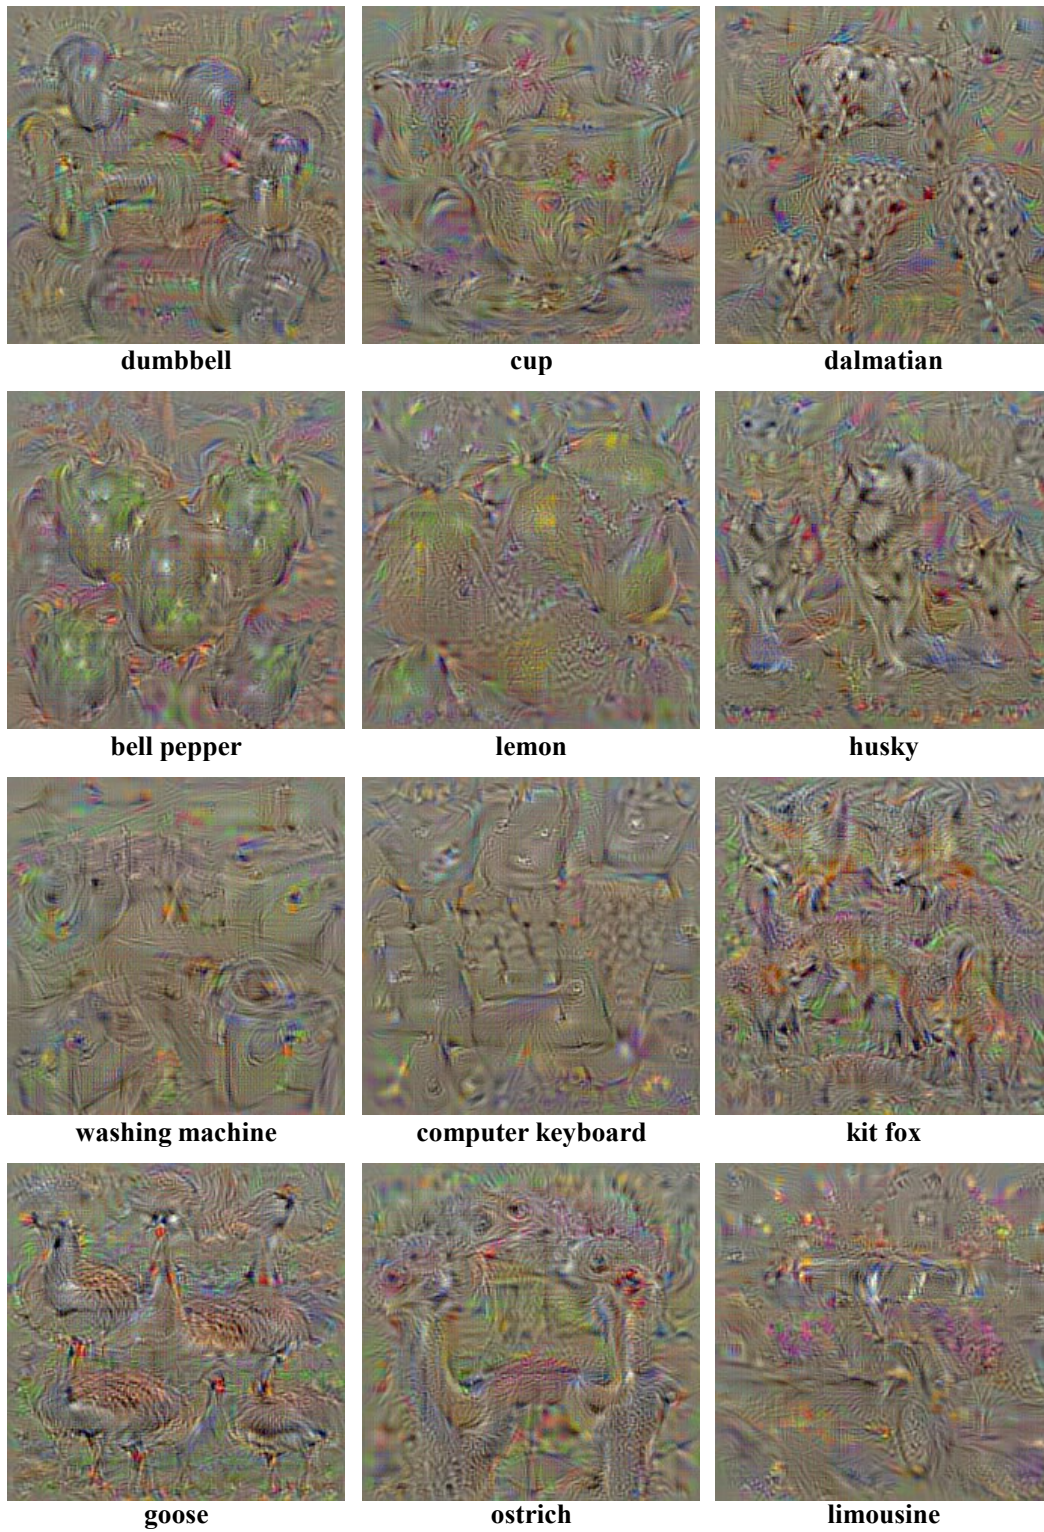 dumbbell
cup
dalmatian
bell pepper
lemon
husky
washing machine
computer keyboard
kit fox
goose
ostrich
limousine